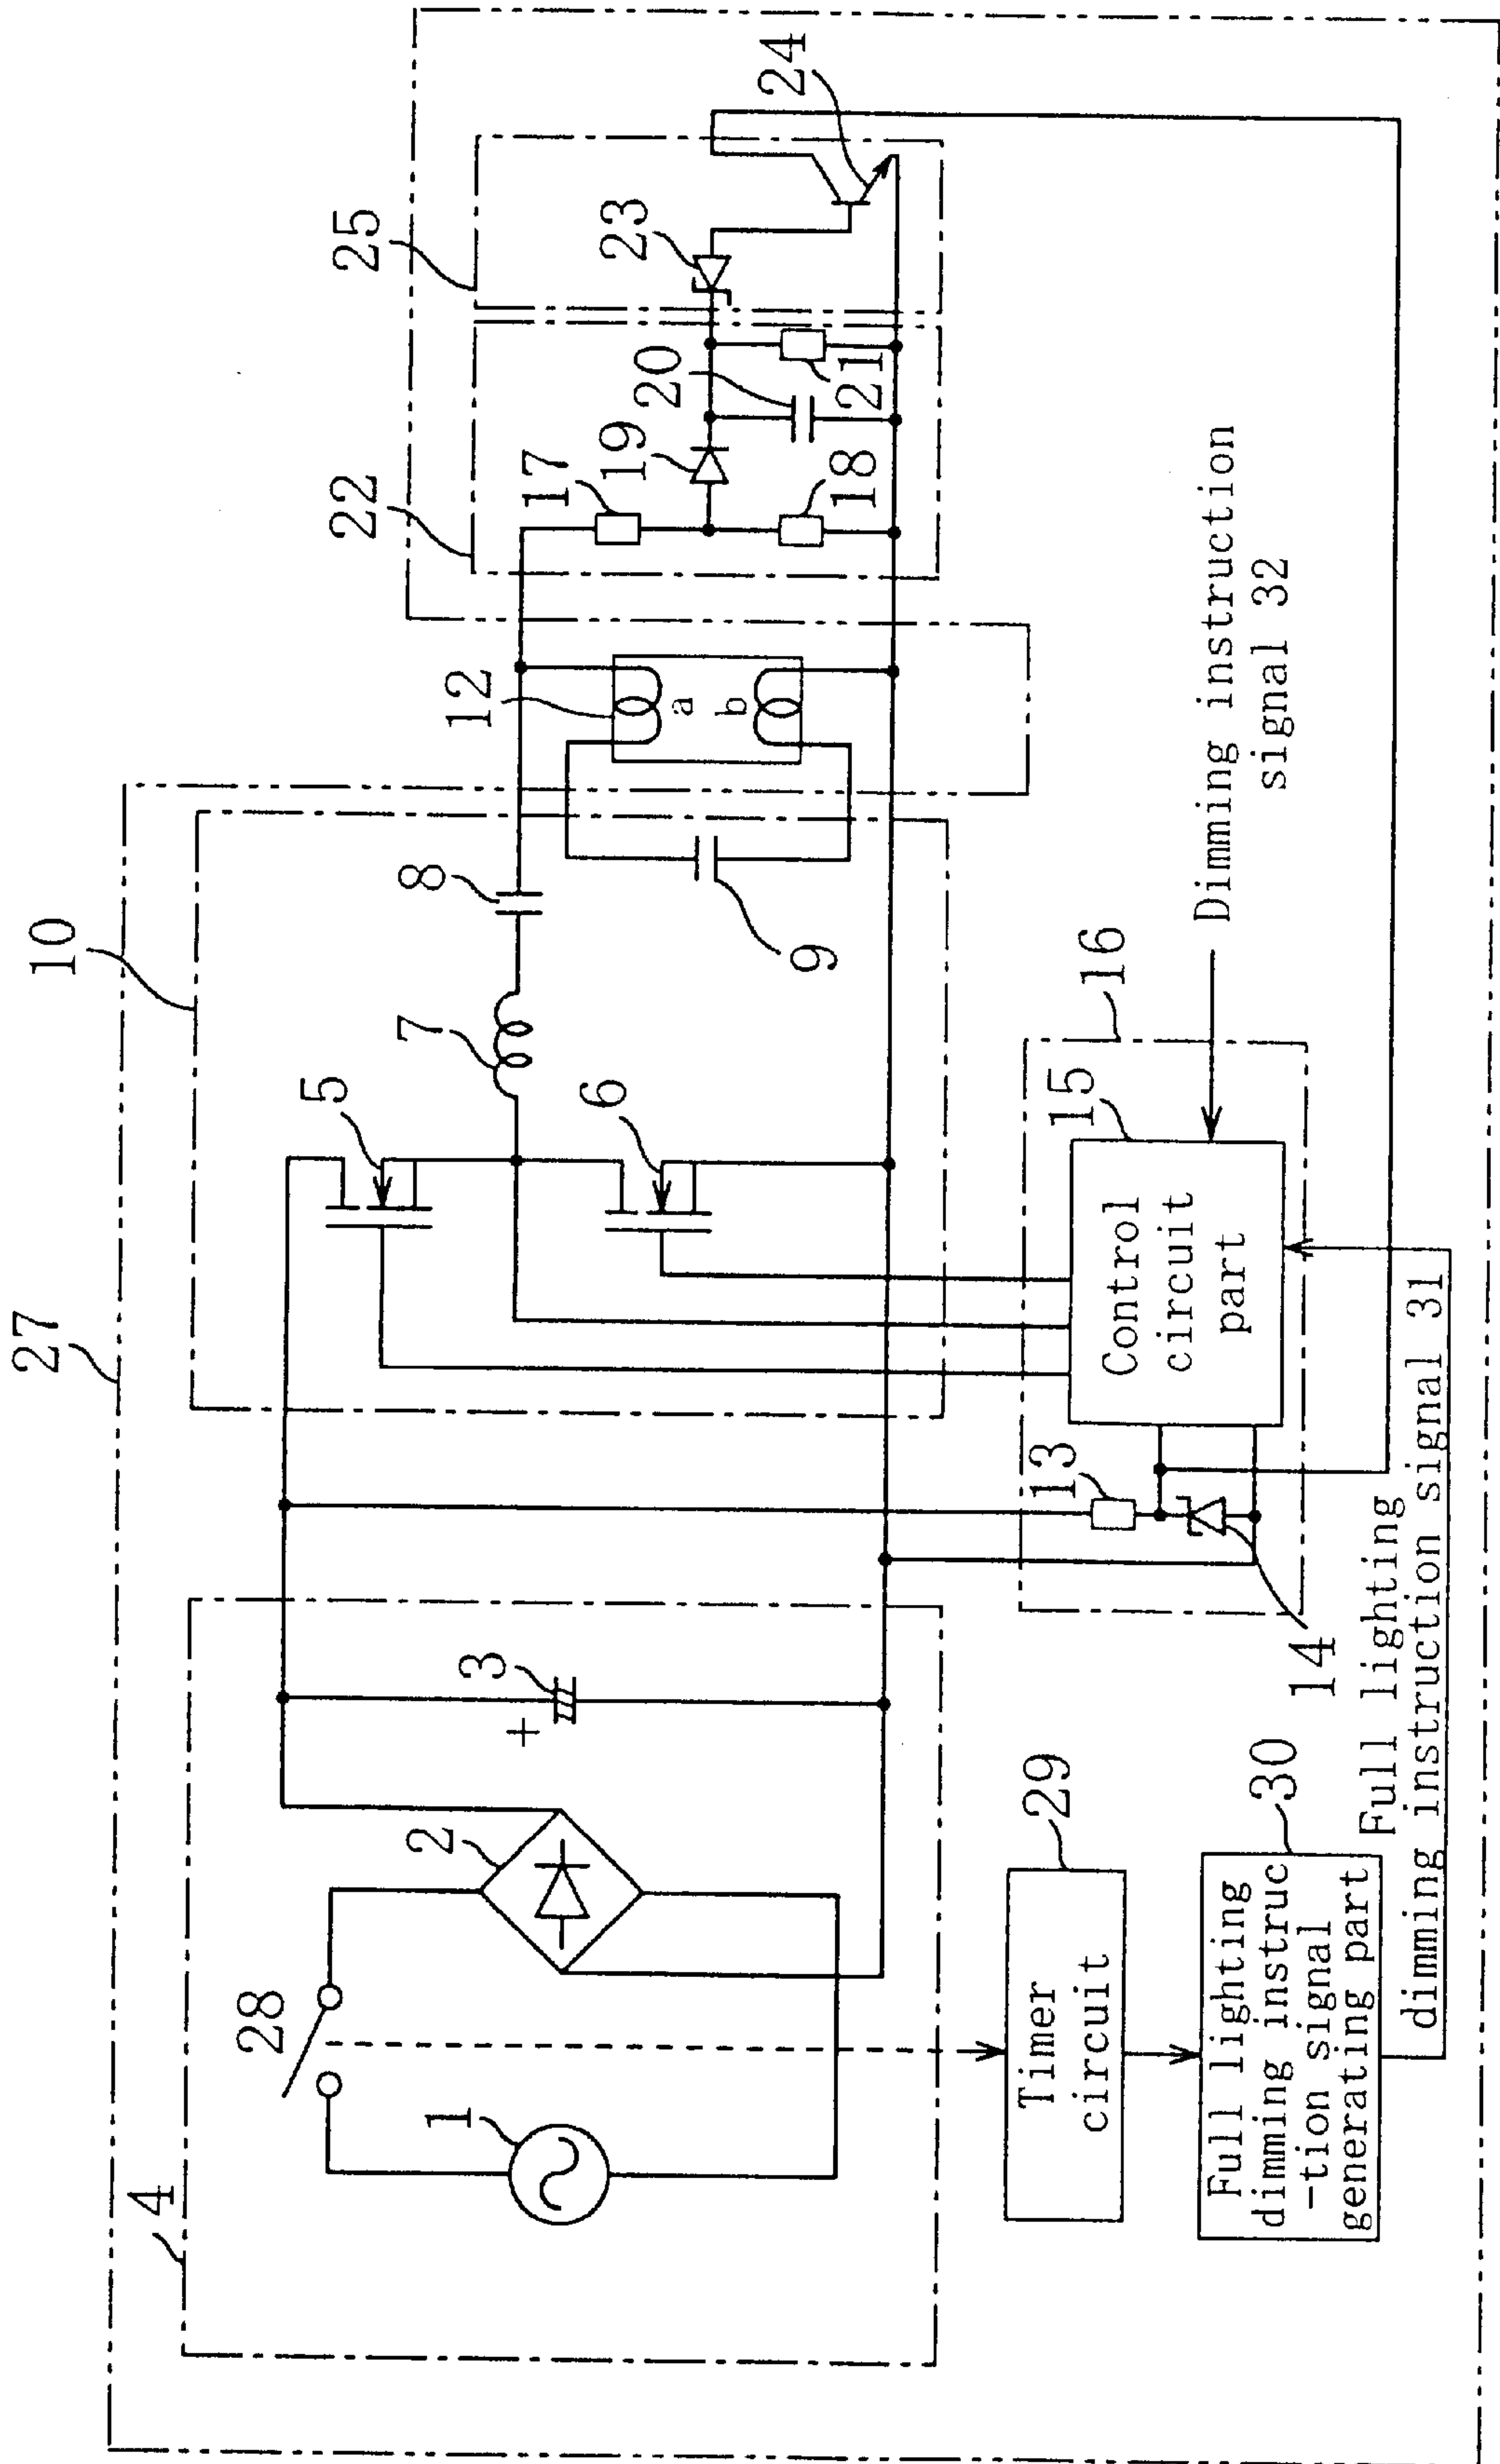 27
10
4
28
1
2
3
+
5
6
7
8
9
12
a
b
22
25
17
18
19
20
21
23
24
13
14
15
16
Control
circuit
part
Dimming instruction
signal 32
29
Timer
circuit
30
Full lighting
dimming instruc
-tion signal
generating part
Full lighting
dimming instruction signal 31